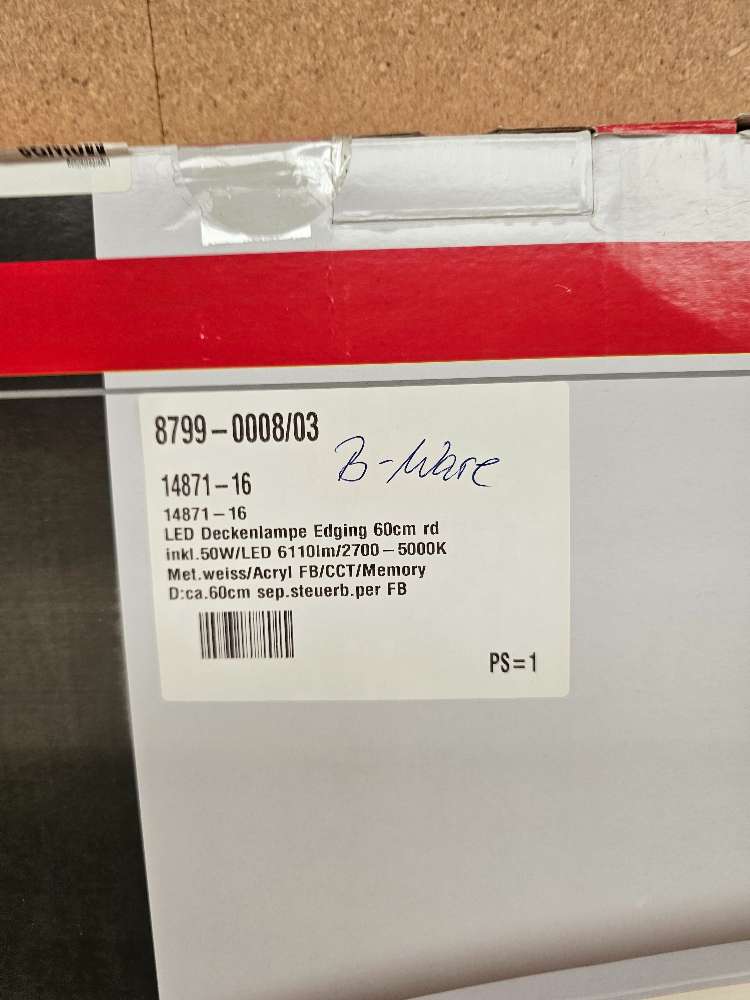 8799-0008/03
B-Ware
14871-16
14871-16
LED Deckenlampe Edging 60cm rd
inkl.50W/LED 6110lm/2700-5000K
Met.weiss/Acryl FB/CCT/Memory
D:ca.60cm sep.steuerb.per FB
PS=1